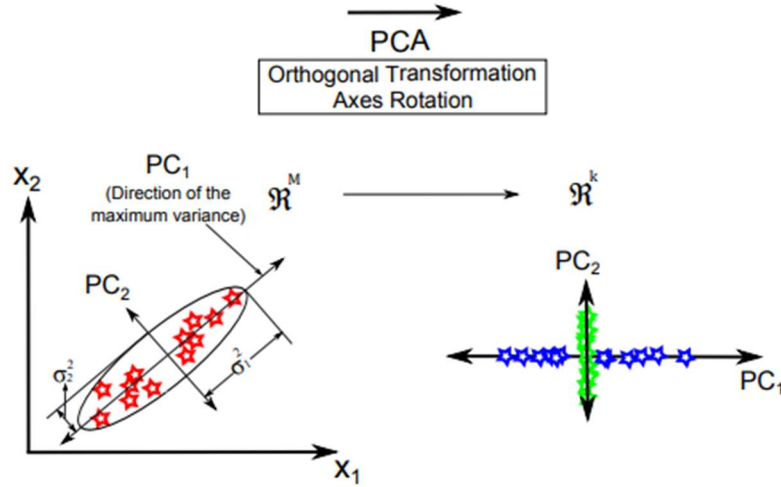 PCA
Orthogonal Transformation
Axes Rotation
PC₁
(Direction of the
maximum variance)
ℜᴹ
ℜᵏ
X₂
PC₂
σ₂²
σ₁²
X₁
PC₂
PC₁